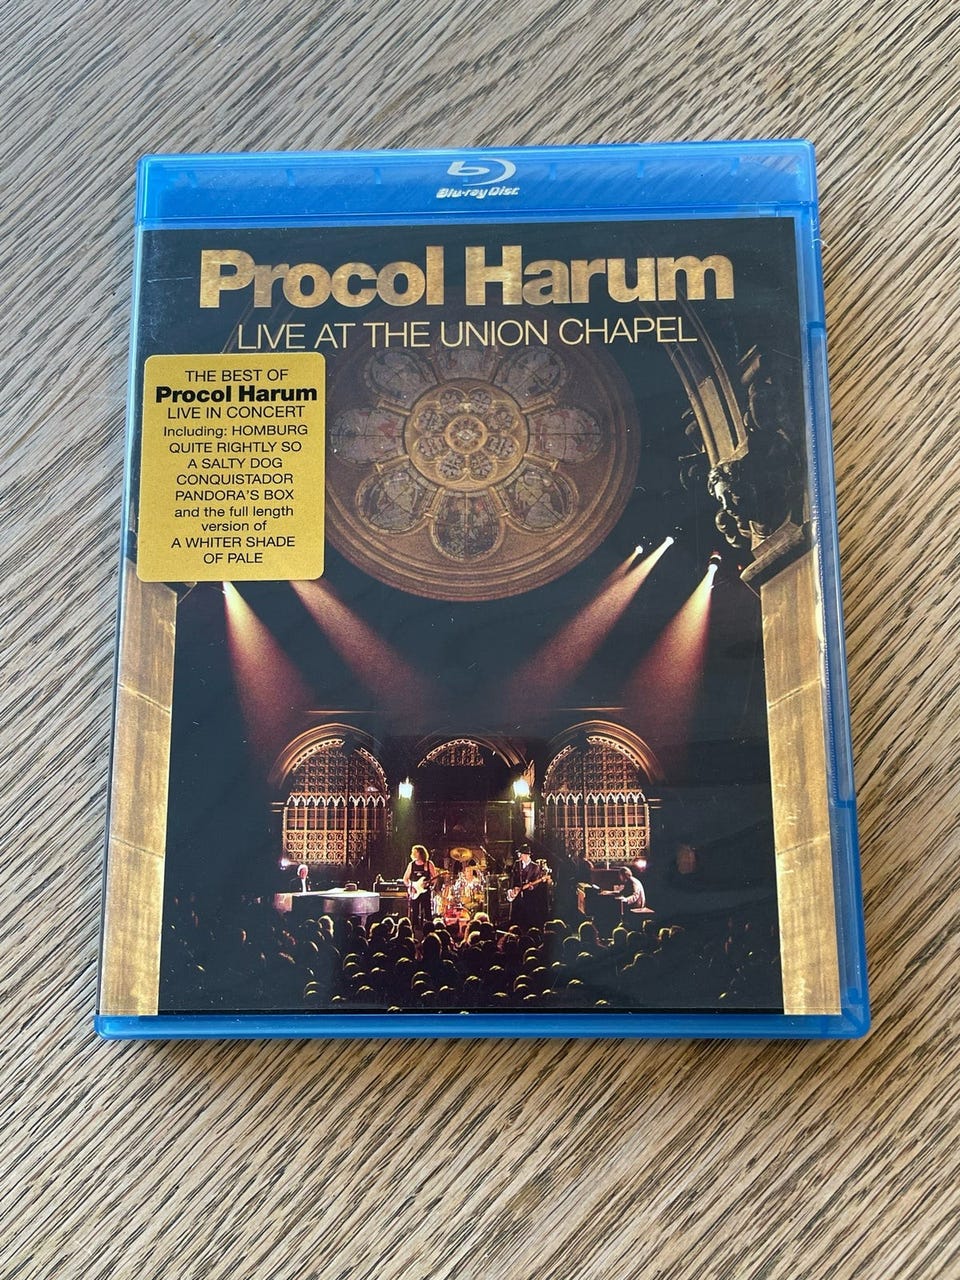 Blu-ray Disc
Procol Harum
LIVE AT THE UNION CHAPEL
THE BEST OF
Procol Harum
LIVE IN CONCERT
Including: HOMBURG
QUITE RIGHTLY SO
A SALTY DOG
CONQUISTADOR
PANDORA'S BOX
and the full length
version of
A WHITER SHADE
OF PALE